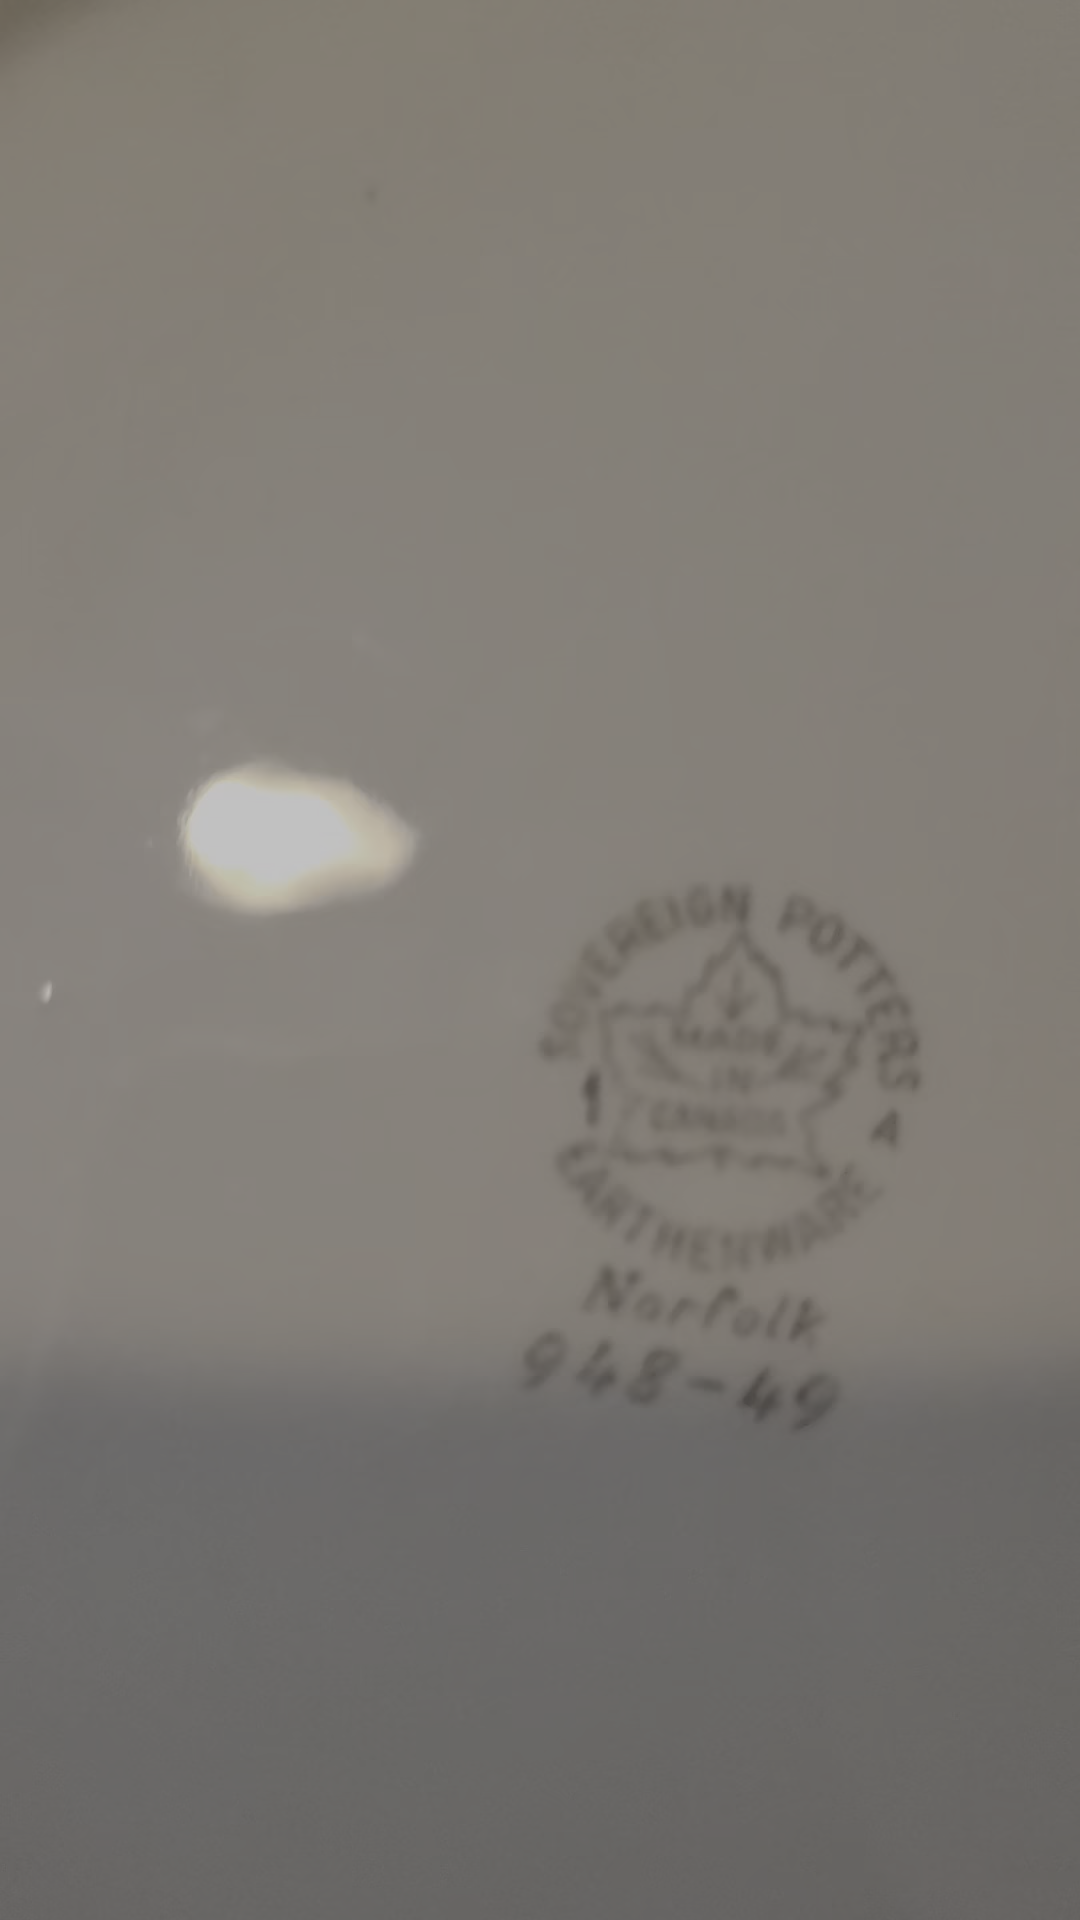 SOVEREIGN POTTERS
MADE
IN
CANADA
1 A
EARTHENWARE
Norfolk
948-49